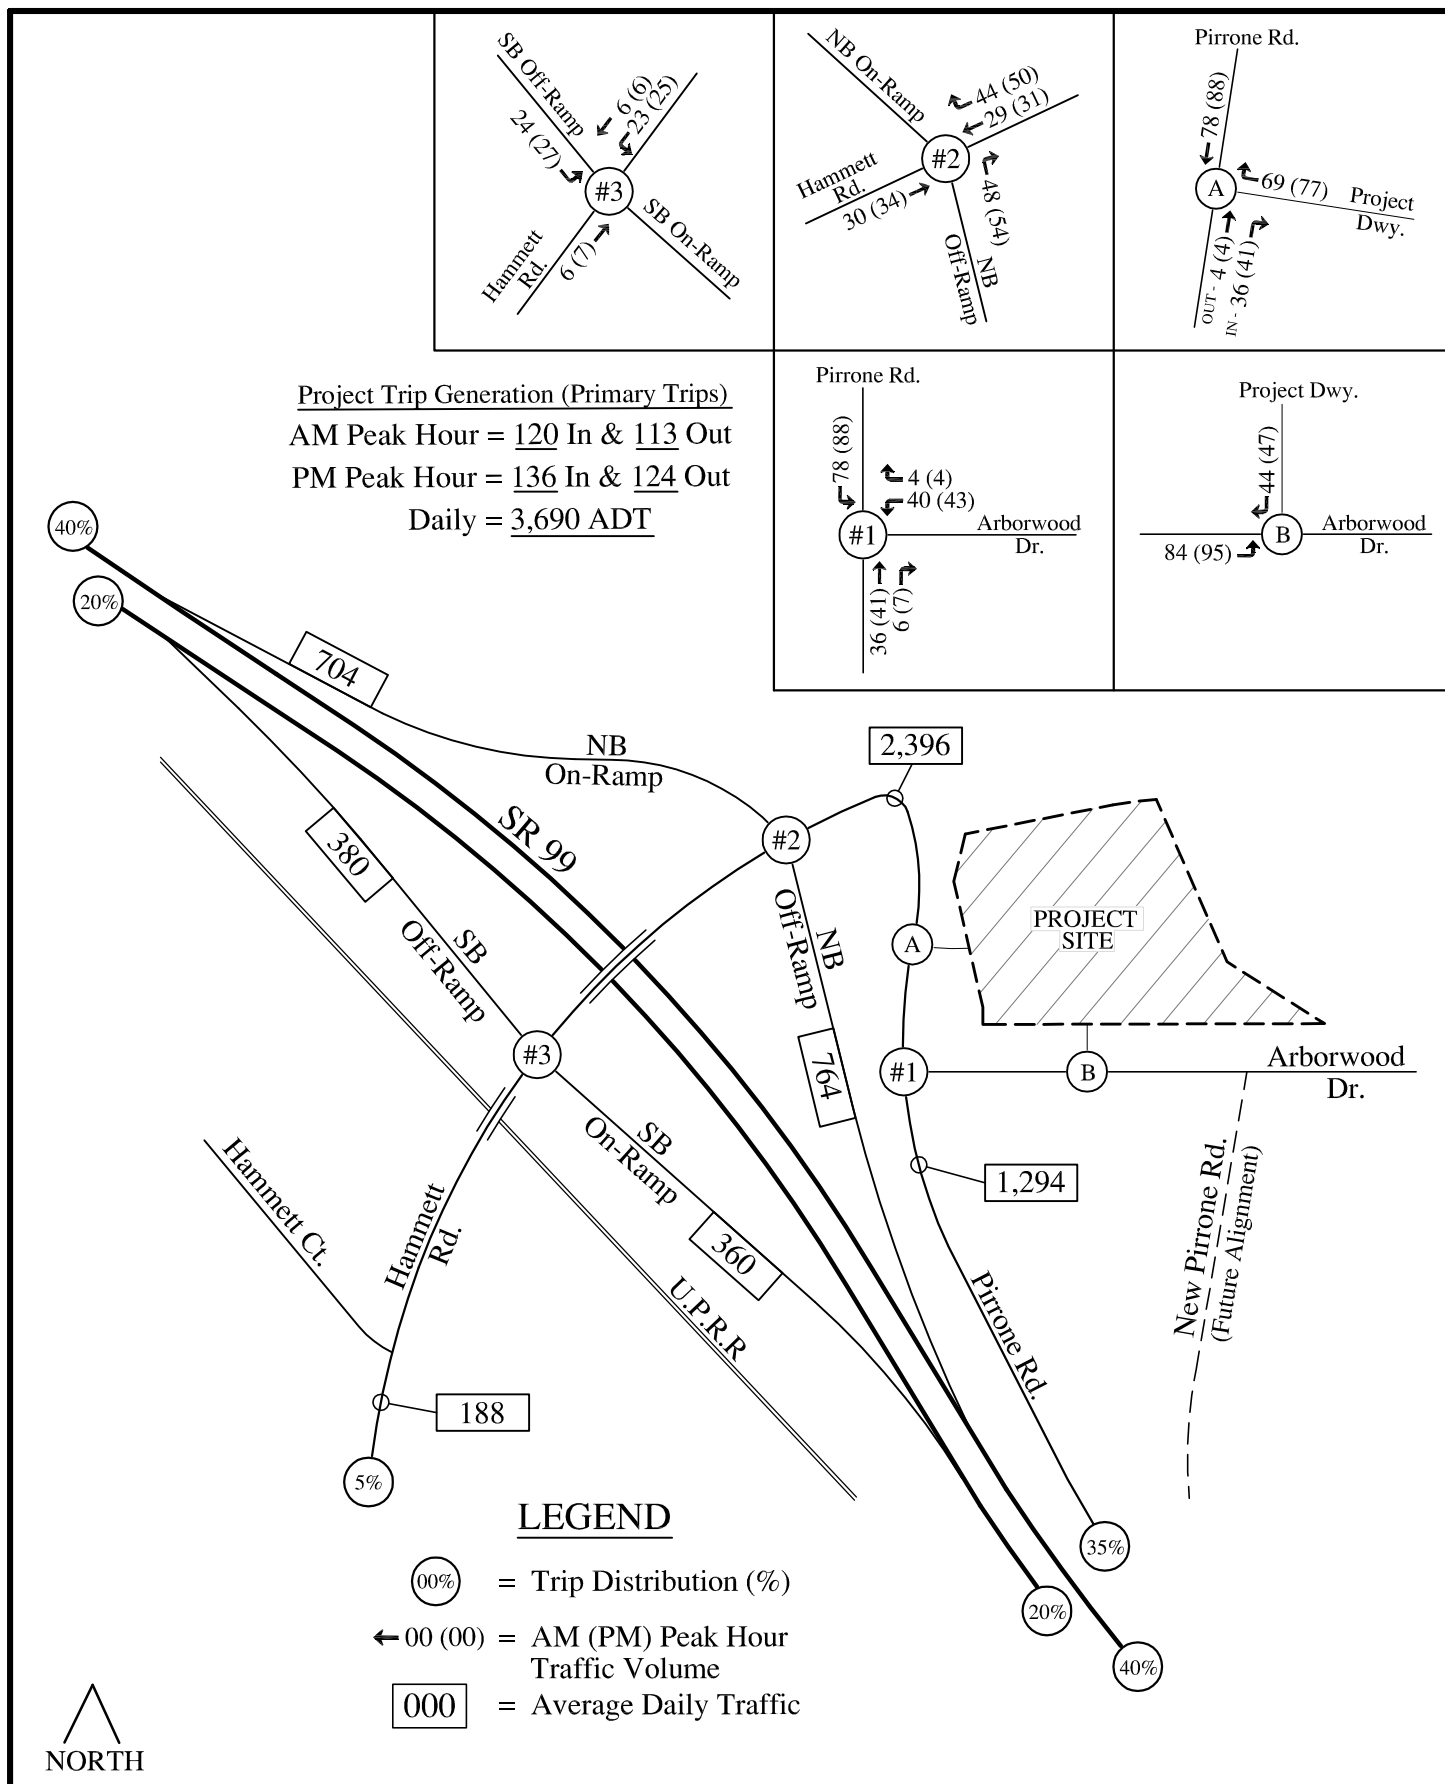 SB Off-Ramp
6 (6)
23 (25)
24 (27)
#3
SB On-Ramp
Hammett
Rd.
6 (7)
NB On-Ramp
44 (50)
29 (31)
#2
Hammett
Rd.
30 (34)
48 (54)
NB
Off-Ramp
Pirrone Rd.
78 (88)
A
69 (77)
Project
Dwy.
OUT - 4 (4)
IN - 36 (41)
Pirrone Rd.
78 (88)
4 (4)
40 (43)
#1
Arborwood
Dr.
36 (41)
6 (7)
Project Dwy.
44 (47)
B
Arborwood
Dr.
84 (95)
Project Trip Generation (Primary Trips)
AM Peak Hour = 120 In & 113 Out
PM Peak Hour = 136 In & 124 Out
Daily = 3,690 ADT
40%
20%
704
NB
On-Ramp
2,396
SR 99
#2
380
SB
Off-Ramp
NB
Off-Ramp
PROJECT
SITE
A
#3
764
#1
B
Arborwood
Dr.
SB
On-Ramp
Hammett Ct.
Hammett
Rd.
1,294
360
U.P.R.R
Pirrone Rd.
New Pirrone Rd.
(Future Alignment)
188
5%
35%
20%
40%
LEGEND
00% = Trip Distribution (%)
00 (00) = AM (PM) Peak Hour
Traffic Volume
000 = Average Daily Traffic
NORTH